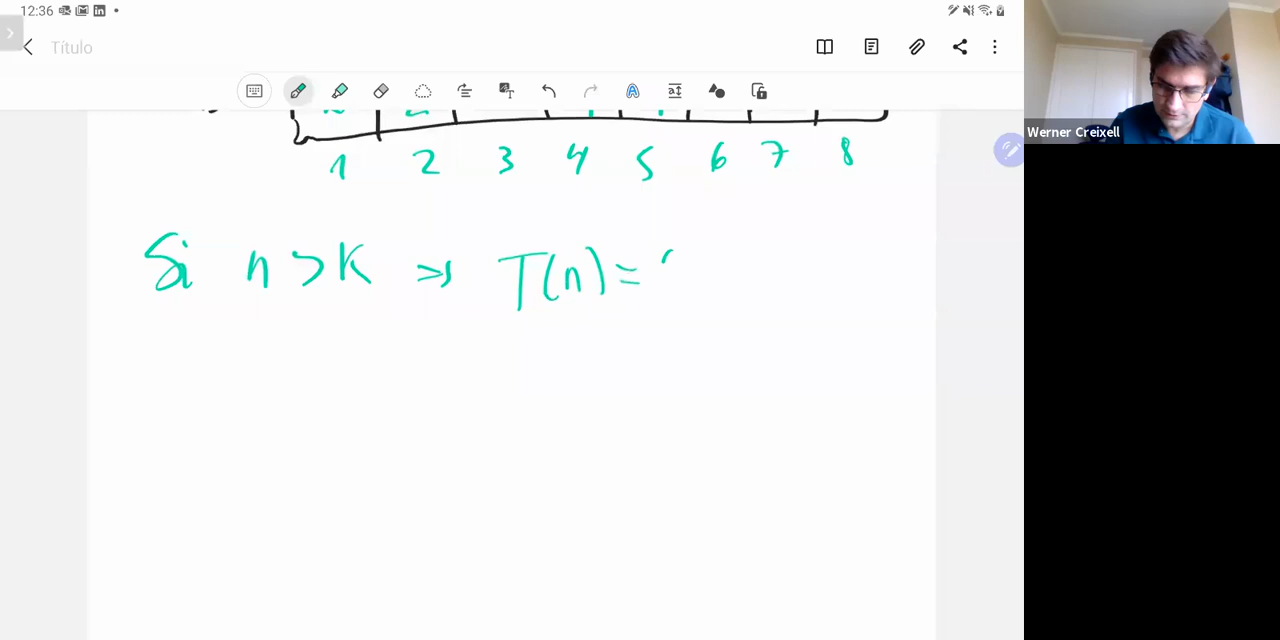 12:36
Título
Werner Creixell
1 2 3 4 5 6 7 8
Si n > k ⇒ T(n) =